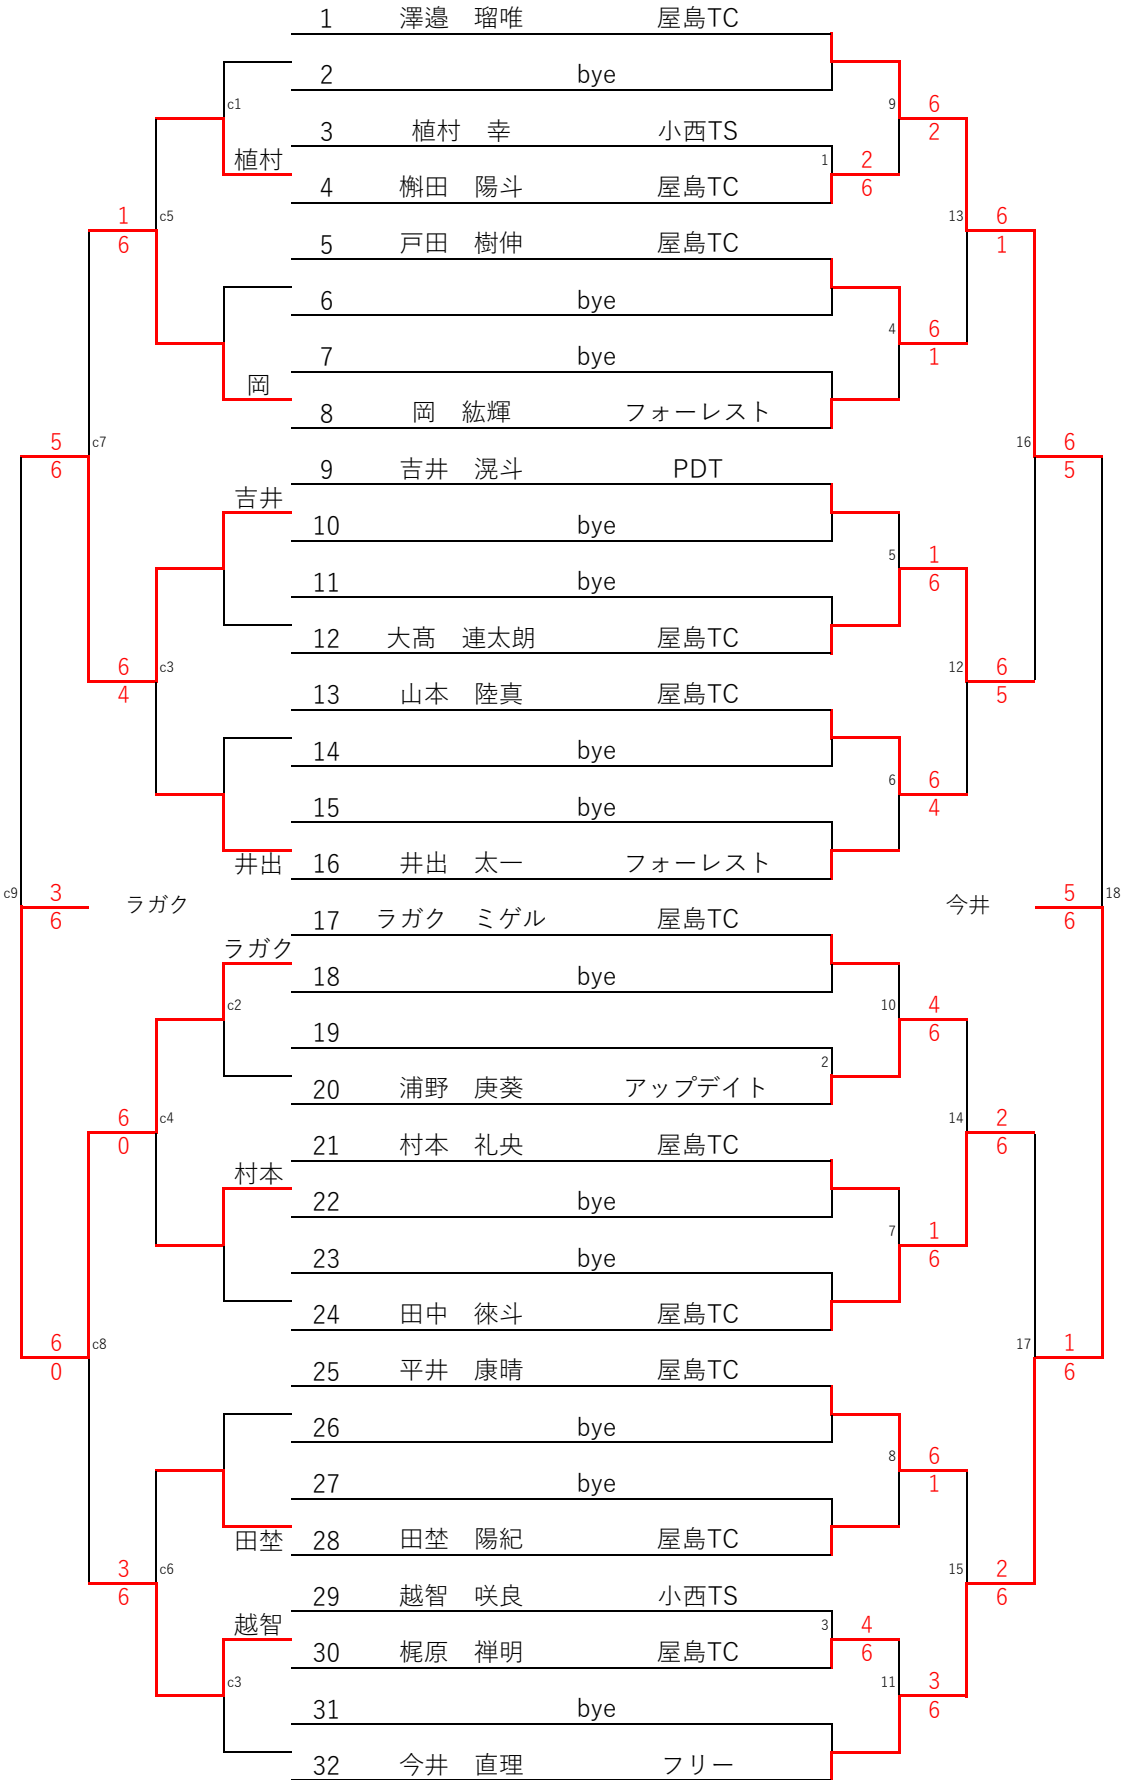 1 澤邉 瑠唯 屋島TC
2 bye
c1 9 6
3 植村 幸 小西TS
2
植村 1 2
4 槲田 陽斗 屋島TC
6
1 c5 13 6
6 5 戸田 樹伸 屋島TC 1
6 bye
4 6
7 bye 1
岡
8 岡 紘輝 フォーレスト
5 c7 16 6
6 9 吉井 滉斗 PDT 5
吉井
10 bye
5 1
11 bye 6
12 大髙 連太朗 屋島TC
6 c3 12 6
4 13 山本 陸真 屋島TC 5
14 bye
6 6
15 bye 4
井出 16 井出 太一 フォーレスト
c9 3 ラガク 今井 5 18
6 17 ラガク ミゲル 屋島TC 6
ラガク
18 bye
c2 10 4
19 6
2
20 浦野 庚葵 アップデイト
6 c4 14 2
0 21 村本 礼央 屋島TC 6
村本
22 bye
7 1
23 bye 6
24 田中 徠斗 屋島TC
6 c8 17 1
0 25 平井 康晴 屋島TC 6
26 bye
8 6
27 bye 1
田埜 28 田埜 陽紀 屋島TC
3 c6 15 2
6 29 越智 咲良 小西TS 6
越智 3 4
30 梶原 禅明 屋島TC 6
c3 11 3
31 bye 6
32 今井 直理 フリー